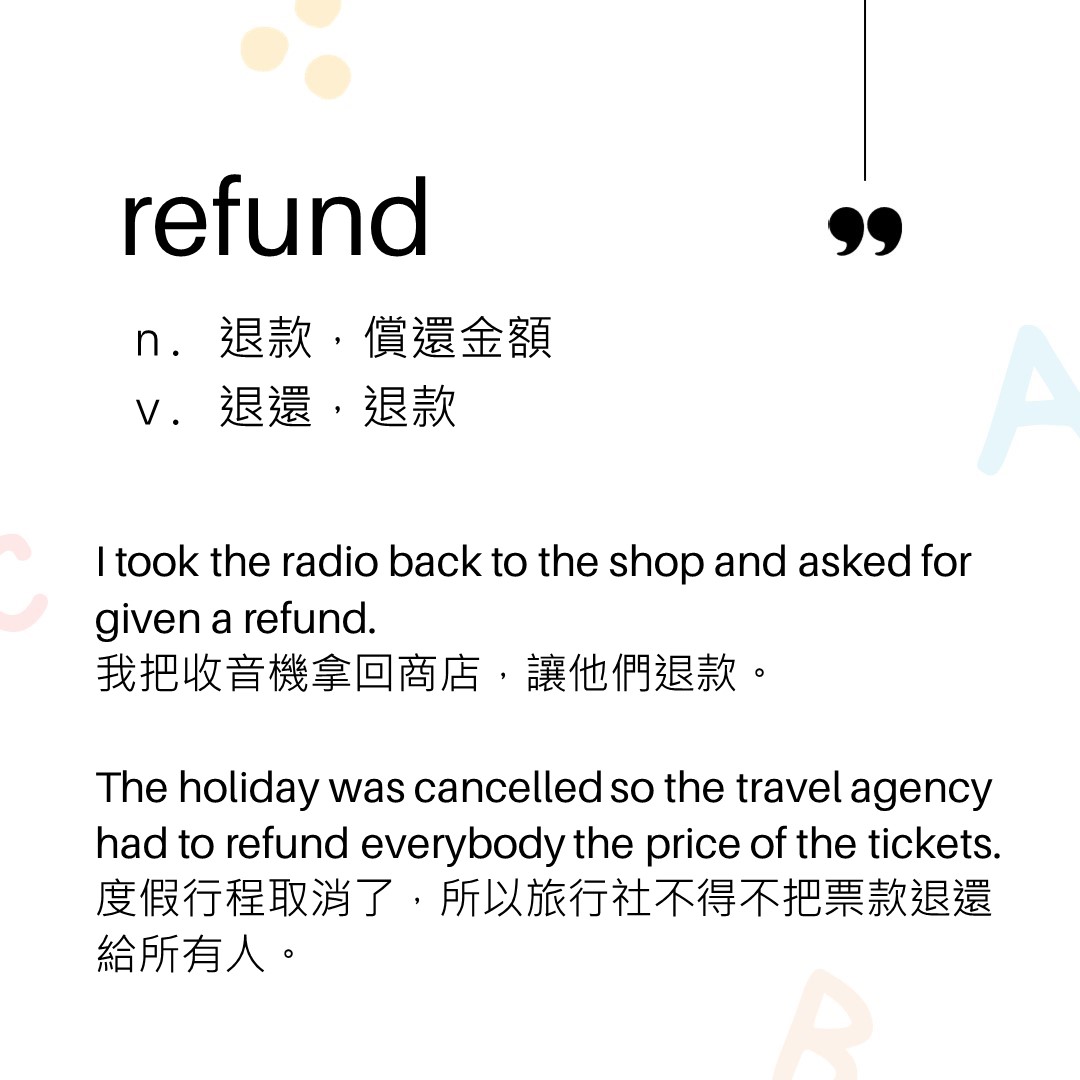 refund
”
n. 退款，償還金額
v. 退還，退款
I took the radio back to the shop and asked for
given a refund.
我把收音機拿回商店，讓他們退款。
The holiday was cancelled so the travel agency
had to refund everybody the price of the tickets.
度假行程取消了，所以旅行社不得不把票款退還
給所有人。
A
C
B